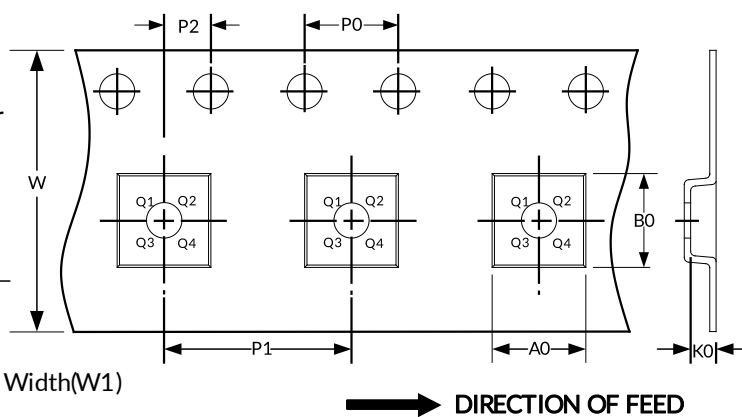 P2
P0
W
Q1 Q2
Q3 Q4
Q1 Q2
Q3 Q4
Q1 Q2
Q3 Q4
B0
P1
A0
K0
Width(W1)
DIRECTION OF FEED